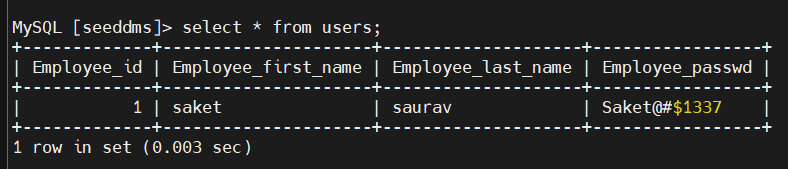 MySQL [seeddms]> select * from users;
+-------------+---------------------+--------------------+-----------------+
| Employee_id | Employee_first_name | Employee_last_name | Employee_passwd |
+-------------+---------------------+--------------------+-----------------+
|           1 | saket               | saurav             | Saket@#$1337    |
+-------------+---------------------+--------------------+-----------------+
1 row in set (0.003 sec)